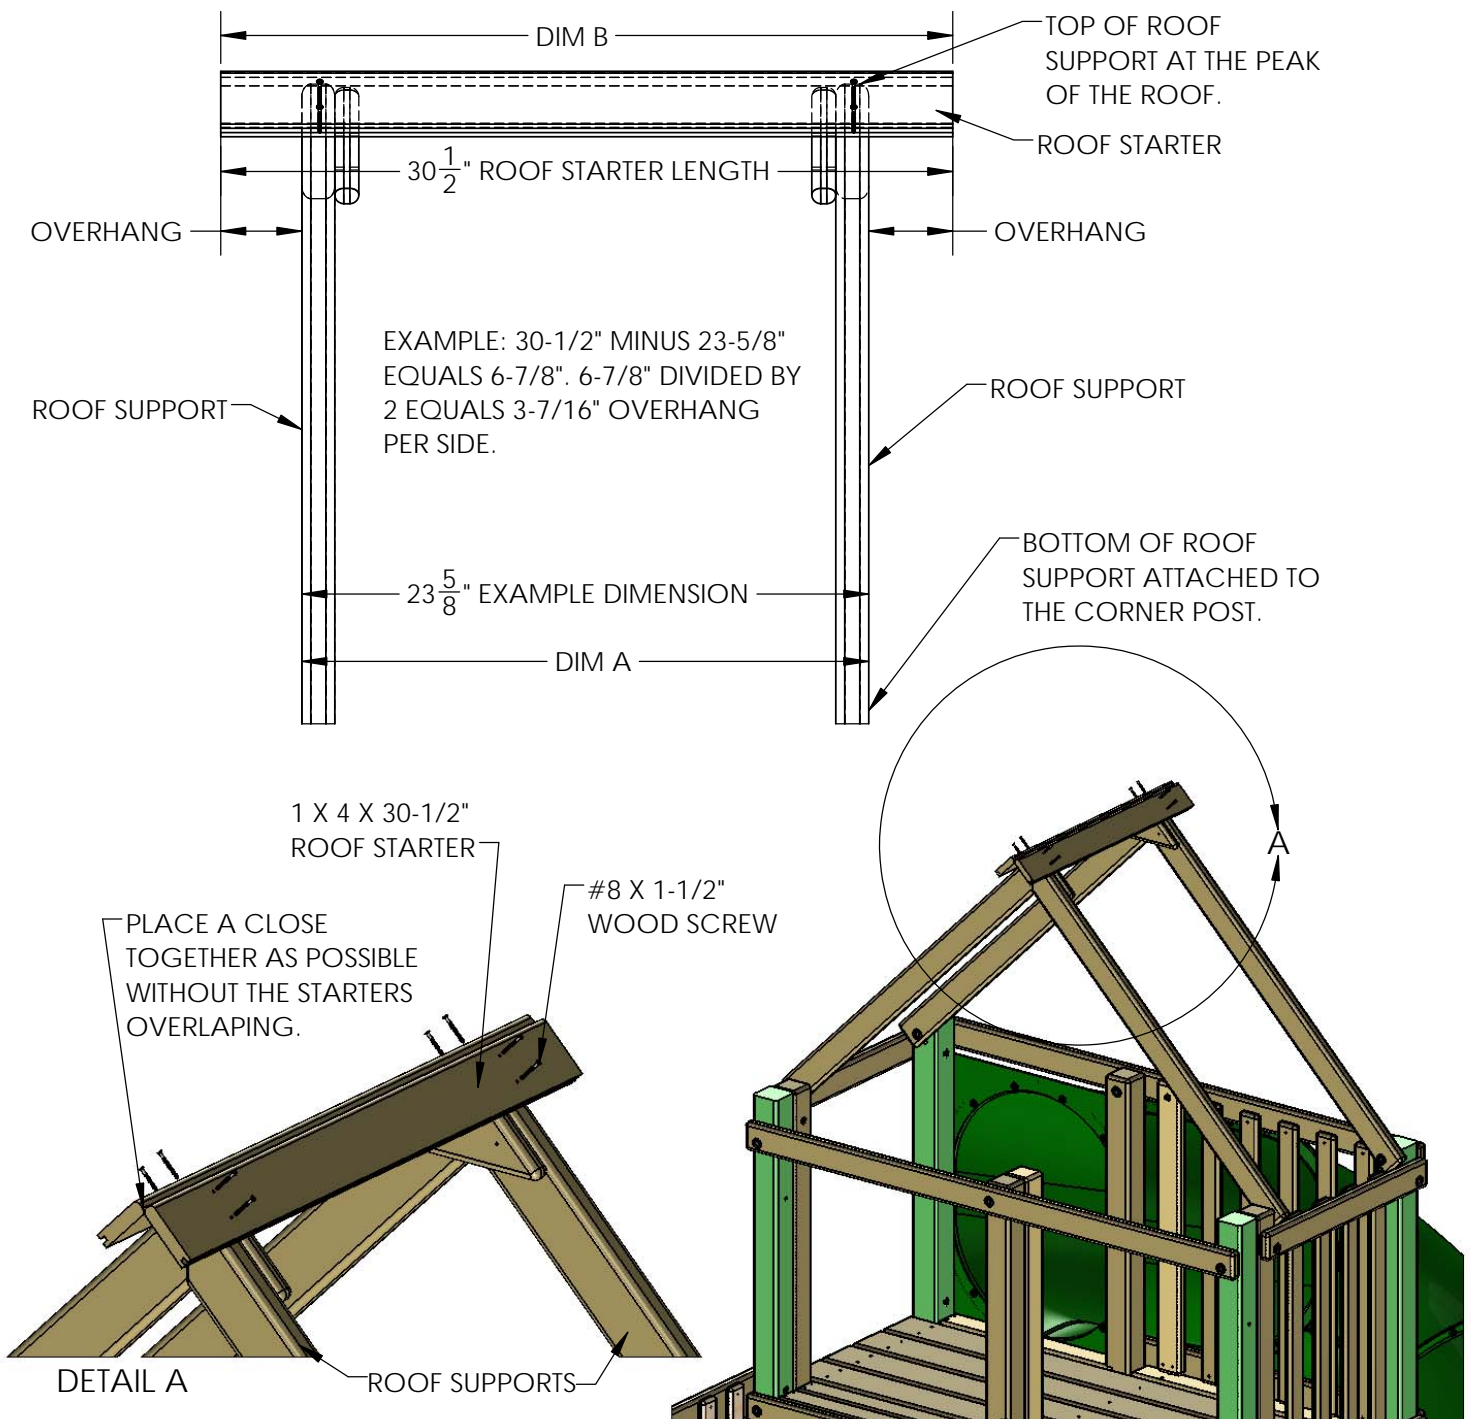 DIM B
TOP OF ROOF
SUPPORT AT THE PEAK
OF THE ROOF.
ROOF STARTER
30 1/2" ROOF STARTER LENGTH
OVERHANG
OVERHANG
EXAMPLE: 30-1/2" MINUS 23-5/8"
EQUALS 6-7/8". 6-7/8" DIVIDED BY
2 EQUALS 3-7/16" OVERHANG
PER SIDE.
ROOF SUPPORT
ROOF SUPPORT
23 5/8" EXAMPLE DIMENSION
BOTTOM OF ROOF
SUPPORT ATTACHED TO
THE CORNER POST.
DIM A
1 X 4 X 30-1/2"
ROOF STARTER
#8 X 1-1/2"
WOOD SCREW
A
PLACE A CLOSE
TOGETHER AS POSSIBLE
WITHOUT THE STARTERS
OVERLAPING.
DETAIL A
ROOF SUPPORTS